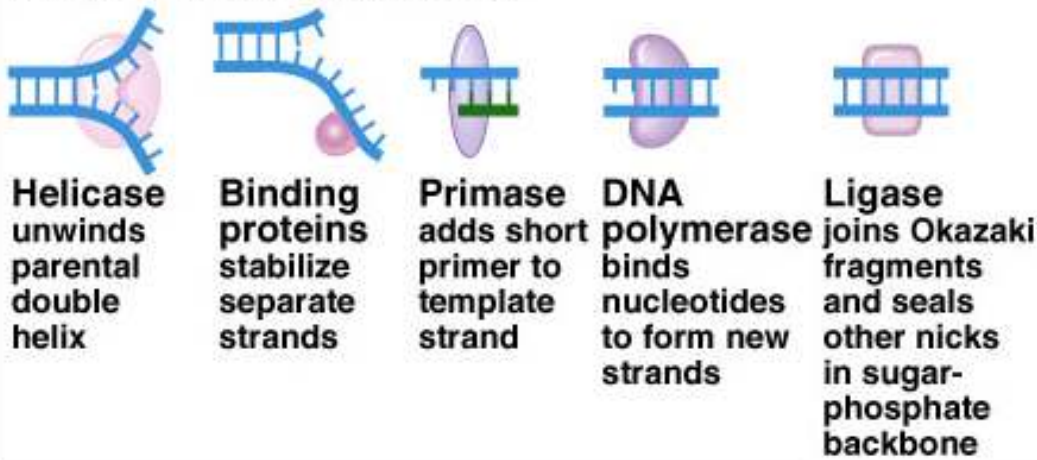 Helicase
unwinds
parental
double
helix
Binding
proteins
stabilize
separate
strands
Primase
adds short
primer to
template
strand
DNA
polymerase
binds
nucleotides
to form new
strands
Ligase
joins Okazaki
fragments
and seals
other nicks
in sugar-
phosphate
backbone